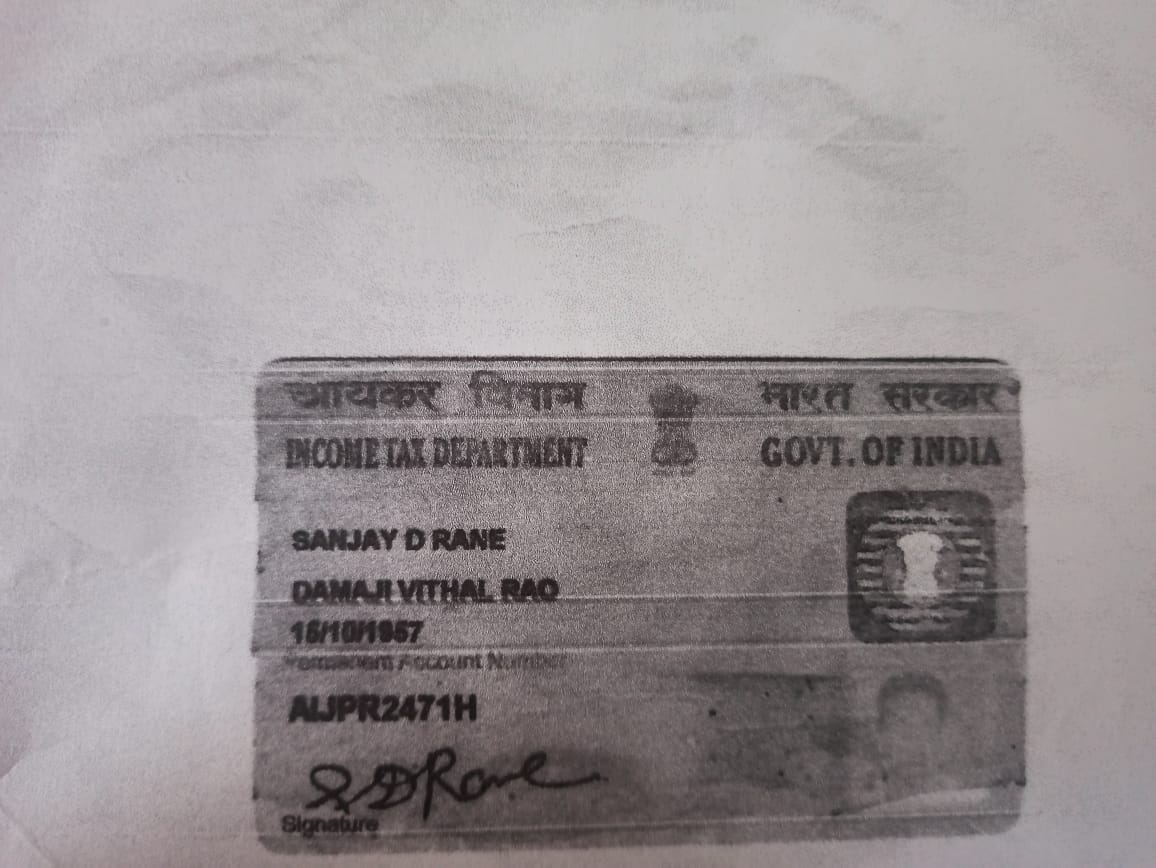 आयकर विभाग भारत सरकार
INCOME TAX DEPARTMENT GOVT. OF INDIA
SANJAY D RANE
DAMAJI VITHAL RAO
16/10/1957
Permanent Account Number
AIJPR2471H
S D Rane
Signature